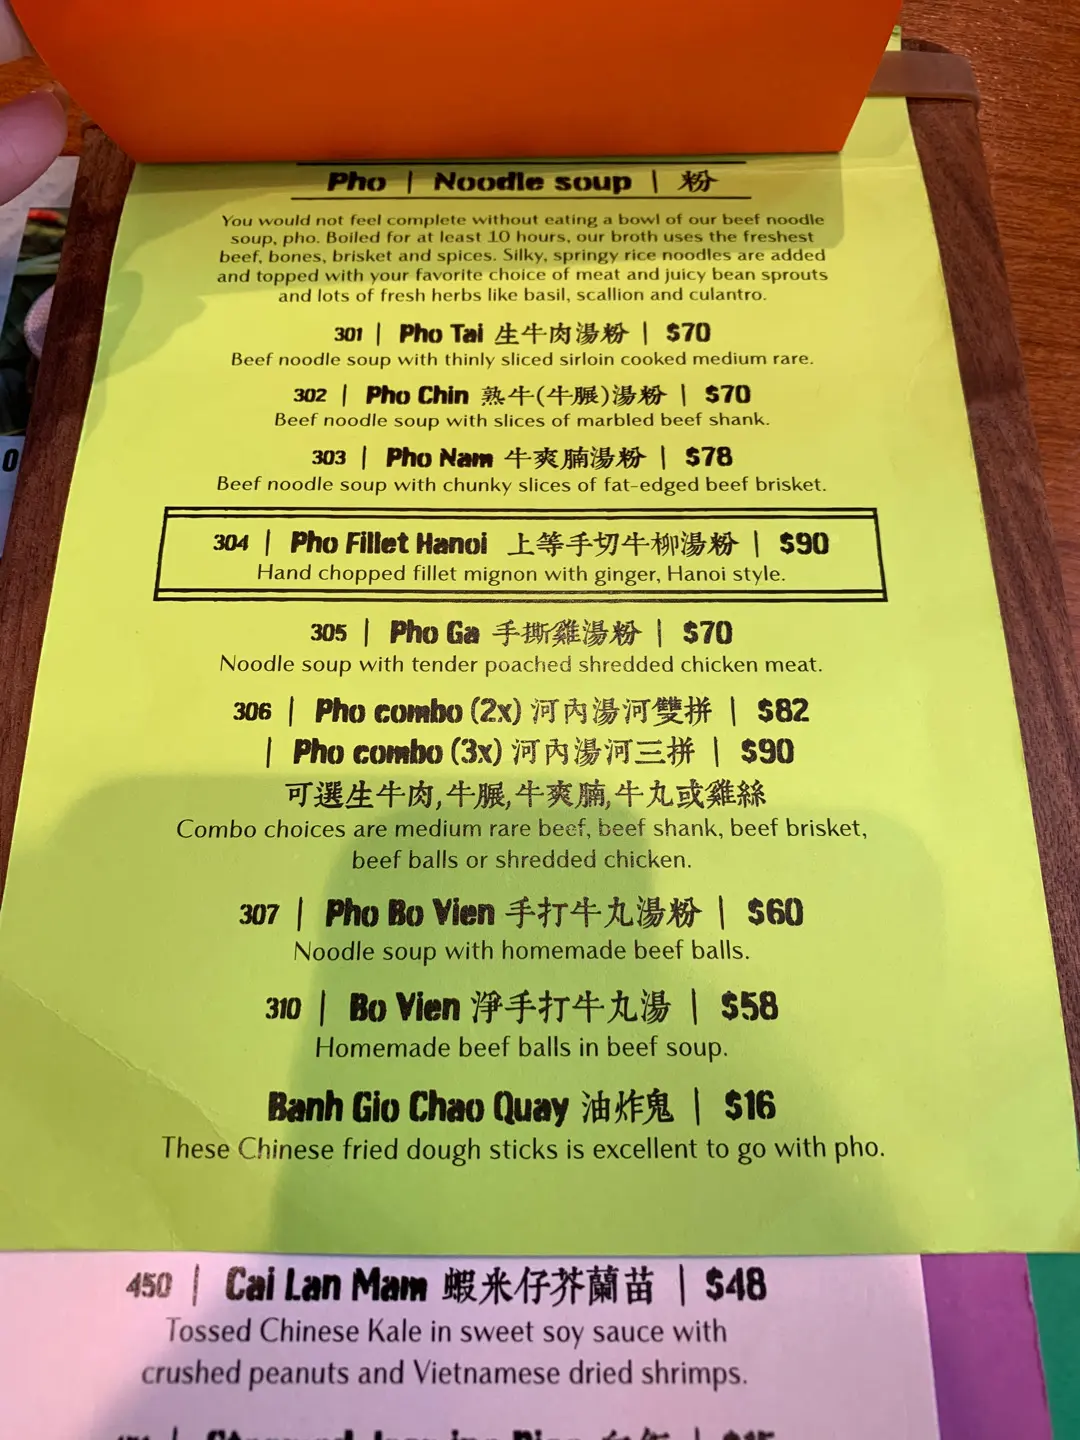 Pho | Noodle soup | 粉
You would not feel complete without eating a bowl of our beef noodle
soup, pho. Boiled for at least 10 hours, our broth uses the freshest
beef, bones, brisket and spices. Silky, springy rice noodles are added
and topped with your favorite choice of meat and juicy bean sprouts
and lots of fresh herbs like basil, scallion and culantro.
301 | Pho Tai 生牛肉湯粉 | $70
Beef noodle soup with thinly sliced sirloin cooked medium rare.
302 | Pho Chin 熟牛(牛𦟌)湯粉 | $70
Beef noodle soup with slices of marbled beef shank.
303 | Pho Nam 牛爽腩湯粉 | $78
Beef noodle soup with chunky slices of fat-edged beef brisket.
304 | Pho Fillet Hanoi 上等手切牛柳湯粉 | $90
Hand chopped fillet mignon with ginger, Hanoi style.
305 | Pho Ga 手撕雞湯粉 | $70
Noodle soup with tender poached shredded chicken meat.
306 | Pho combo (2x) 河內湯河雙拼 | $82
| Pho combo (3x) 河內湯河三拼 | $90
可選生牛肉,牛𦟌,牛爽腩,牛丸或雞絲
Combo choices are medium rare beef, beef shank, beef brisket,
beef balls or shredded chicken.
307 | Pho Bo Vien 手打牛丸湯粉 | $60
Noodle soup with homemade beef balls.
310 | Bo Vien 淨手打牛丸湯 | $58
Homemade beef balls in beef soup.
Banh Gio Chao Quay 油炸鬼 | $16
These Chinese fried dough sticks is excellent to go with pho.
450 | Cai Lan Mam 蝦米仔芥蘭苗 | $48
Tossed Chinese Kale in sweet soy sauce with
crushed peanuts and Vietnamese dried shrimps.